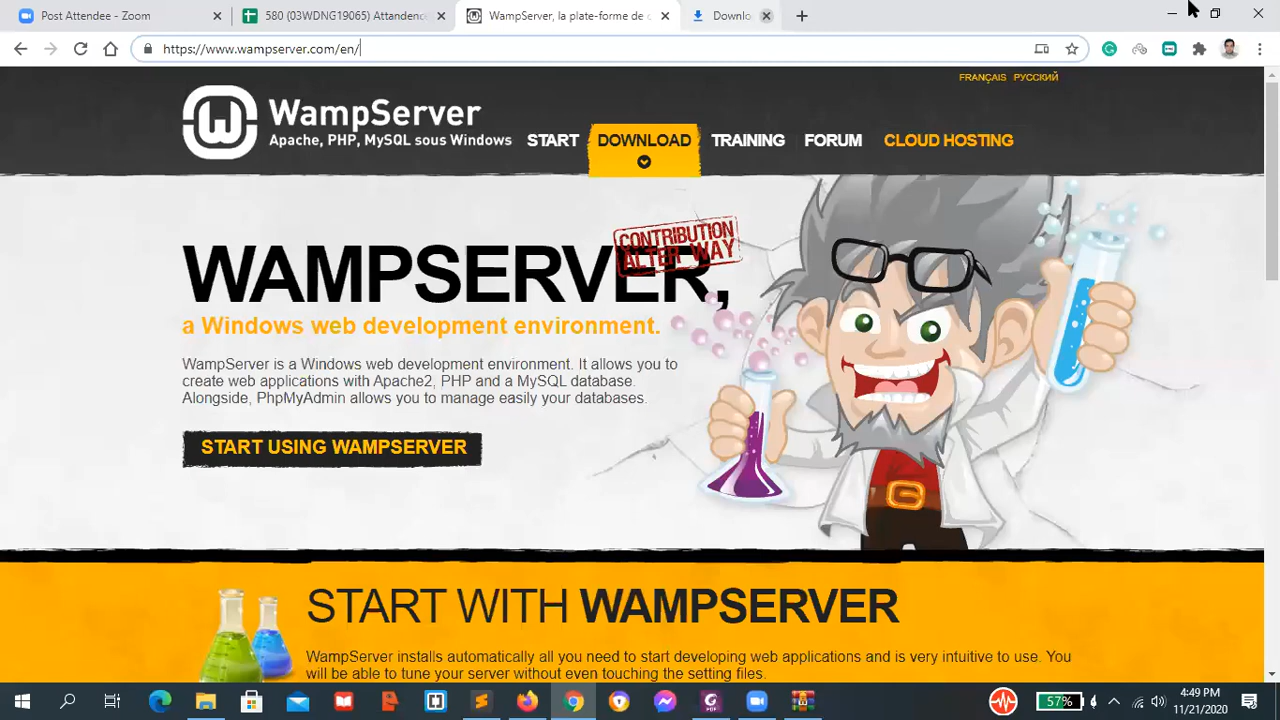 Post Attendee - Zoom
580 (03WDNG19065) Attandence
WampServer, la plate-forme de
Downlo
https://www.wampserver.com/en/
FRANÇAIS РУССКИЙ
WampServer
Apache, PHP, MySQL sous Windows
START
DOWNLOAD
TRAINING
FORUM
CLOUD HOSTING
CONTRIBUTION
ALTER WAY
WAMPSERVER,
a Windows web development environment.
WampServer is a Windows web development environment. It allows you to
create web applications with Apache2, PHP and a MySQL database.
Alongside, PhpMyAdmin allows you to manage easily your databases.
START USING WAMPSERVER
START WITH WAMPSERVER
WampServer installs automatically all you need to start developing web applications and is very intuitive to use. You
will be able to tune your server without even touching the setting files.
57%
4:49 PM
11/21/2020